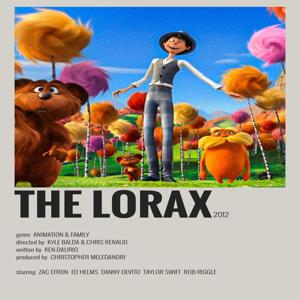 THE LORAX 2012
genre ANIMATION & FAMILY
directed by KYLE BALDA & CHRIS RENAUD
written by KEN DAURIO
produced by CHRISTOPHER MELEDANDRI
starring ZAC EFRON ED HELMS DANNY DEVITO TAYLOR SWIFT ROB RIGGLE